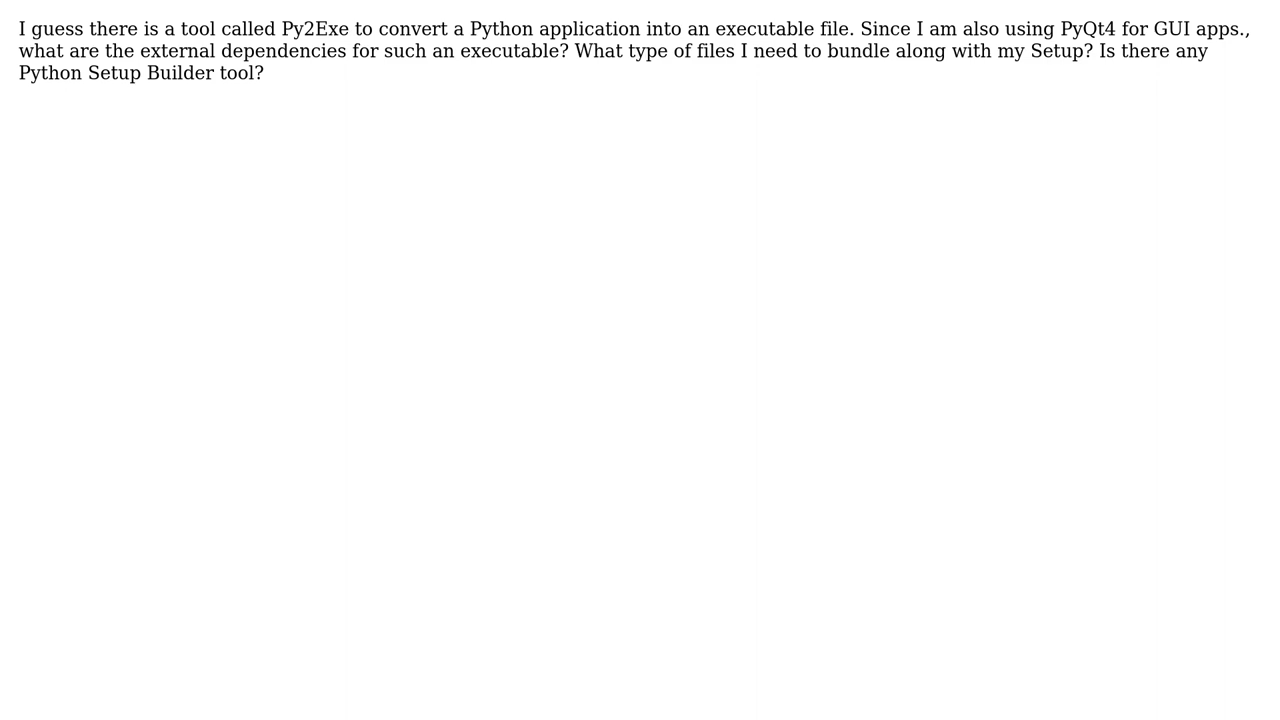 I guess there is a tool called Py2Exe to convert a Python application into an executable file. Since I am also using PyQt4 for GUI apps.,
what are the external dependencies for such an executable? What type of files I need to bundle along with my Setup? Is there any
Python Setup Builder tool?